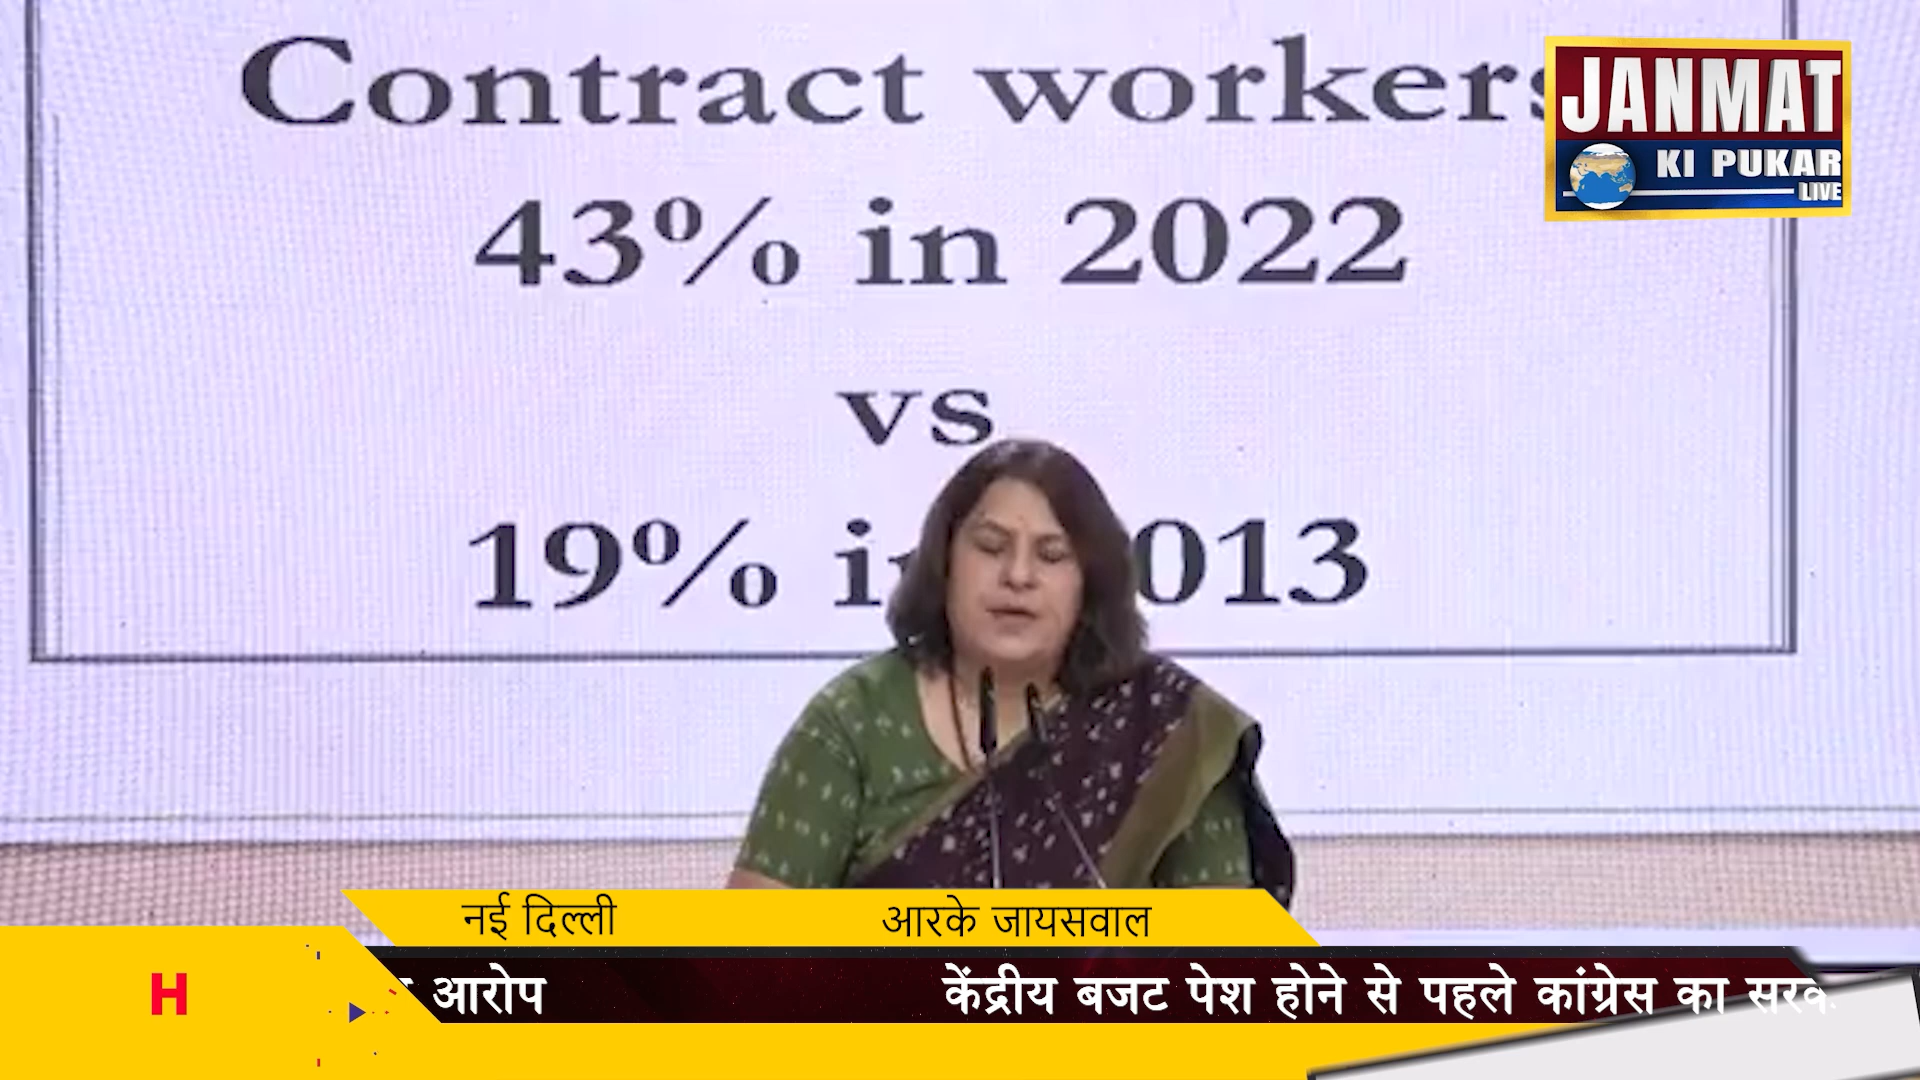 Contract workers
43% in 2022
vs
19% in 2013
JANMAT
KI PUKAR
LIVE
नई दिल्ली
आरके जायसवाल
H
आरोप
केंद्रीय बजट पेश होने से पहले कांग्रेस का